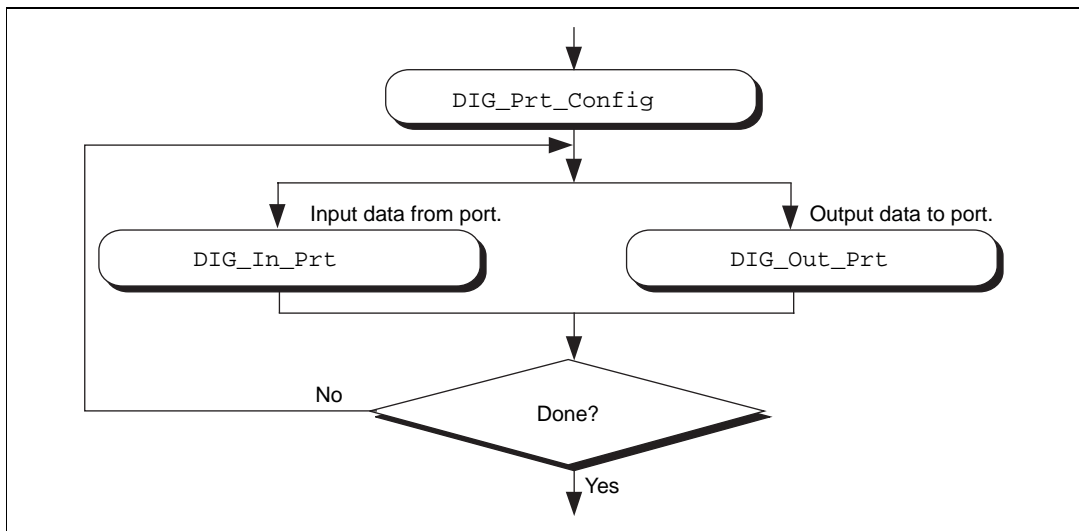 DIG_Prt_Config
Input data from port.
Output data to port.
DIG_In_Prt
DIG_Out_Prt
No
Done?
Yes